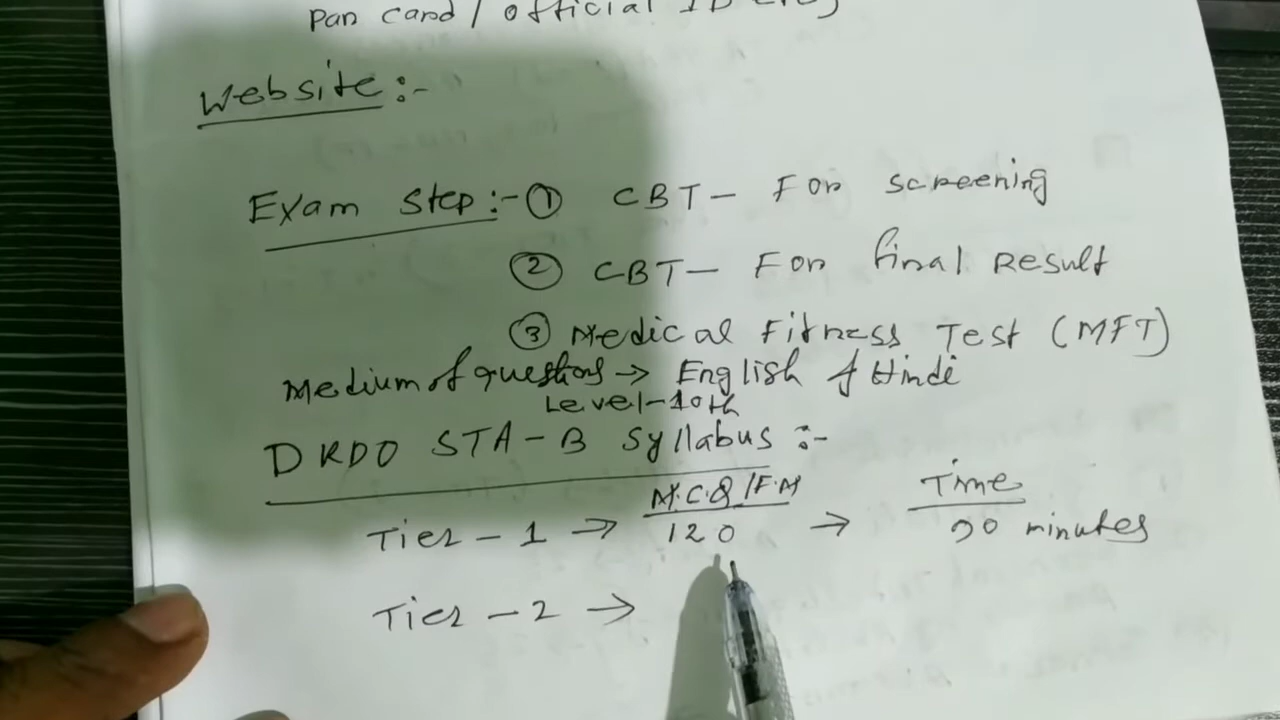 Pan card / official ID etc)
Website :-
Exam Step :- ① CBT - For screening
② CBT - For final Result
③ Medical Fitness Test (MFT)
Medium of questions → English & Hindi
Level-10th
DRDO STA-B Syllabus :-
M.C.Q/F.M Time
Tier-1 → 120 → 90 minutes
Tier-2 →